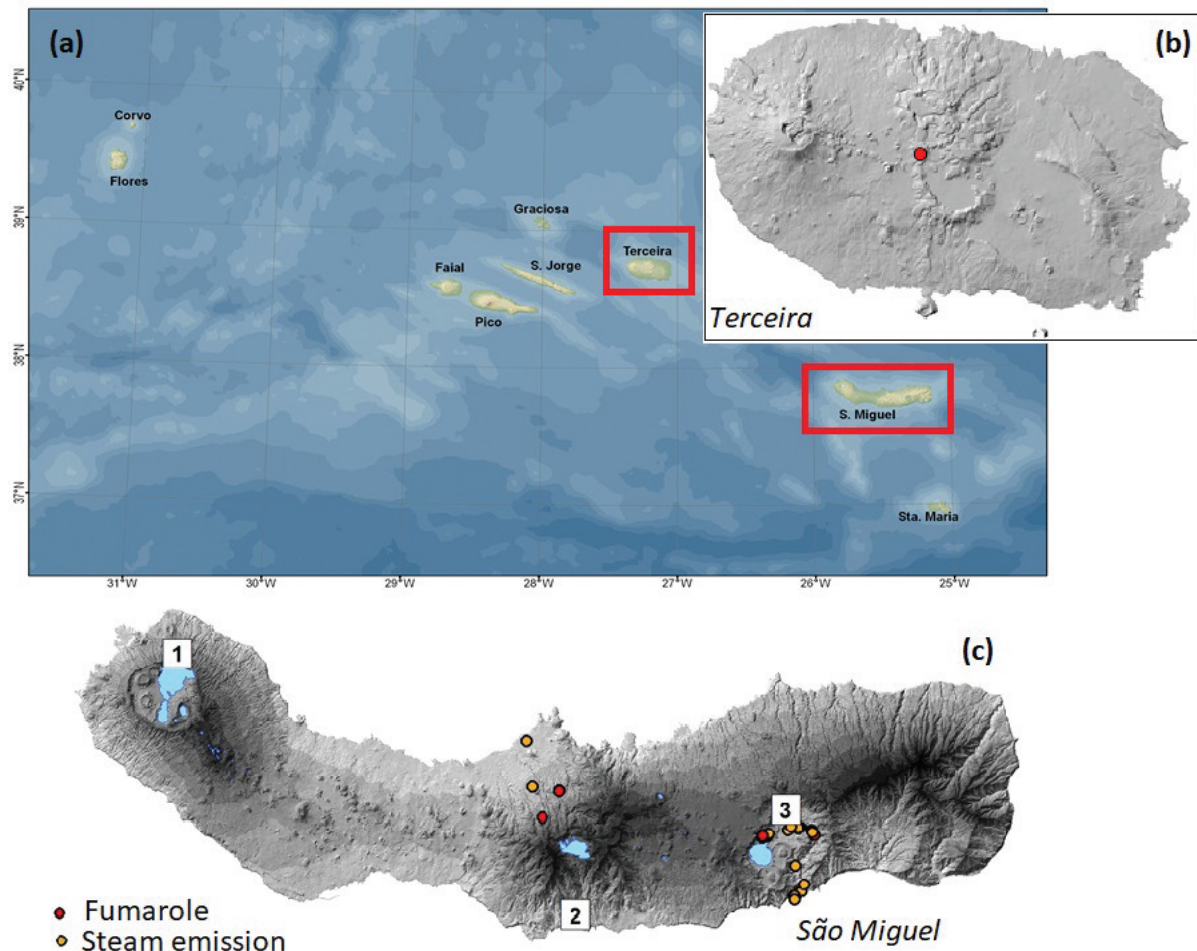 (a)
40°N
39°N
38°N
37°N
31°W
30°W
29°W
28°W
27°W
26°W
25°W
Corvo
Flores
Graciosa
Terceira
Faial
S. Jorge
Pico
S. Miguel
Sta. Maria
(b)
Terceira
(c)
1
2
3
Fumarole
Steam emission
São Miguel